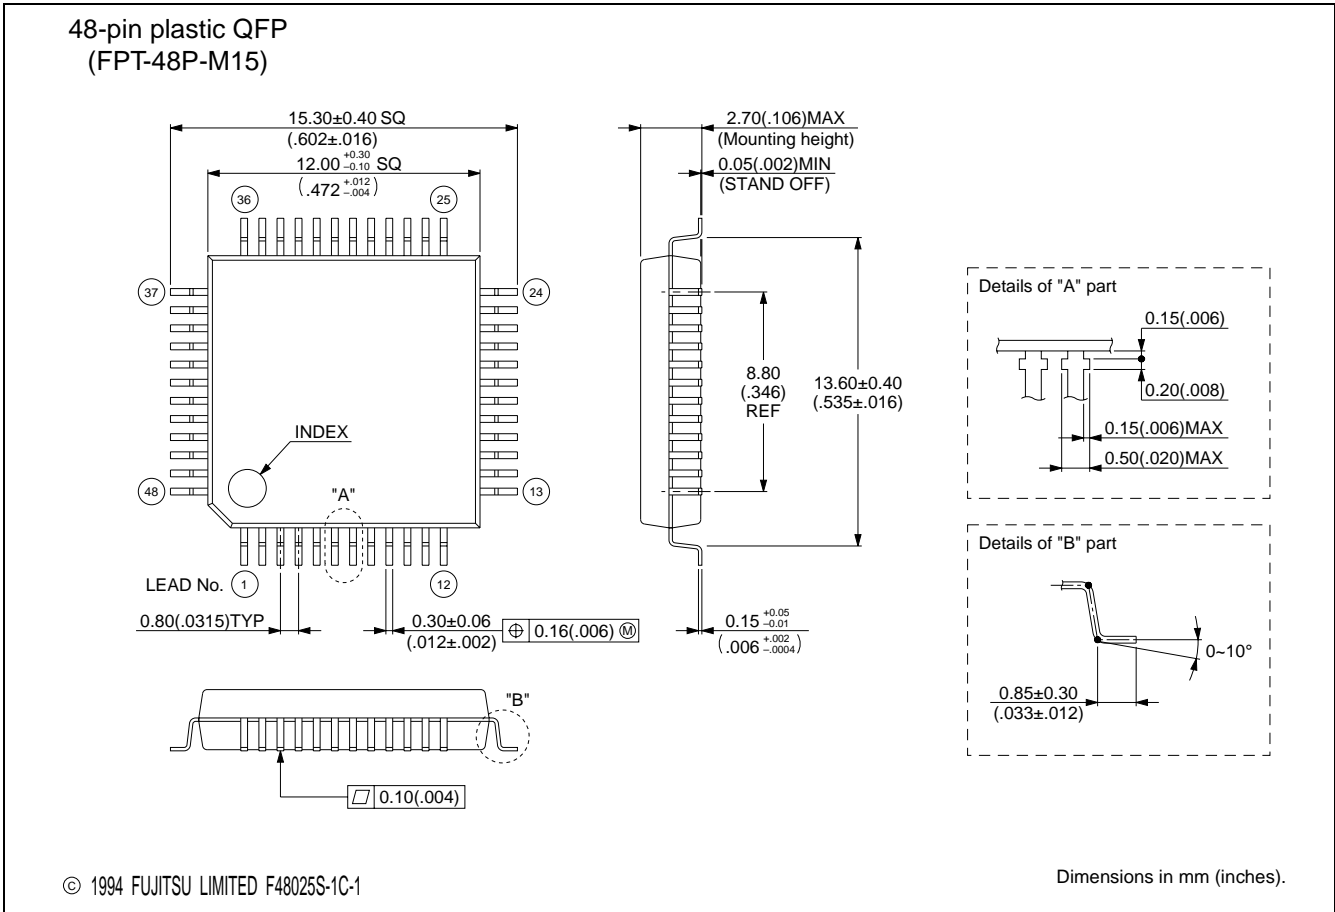 48-pin plastic QFP
(FPT-48P-M15)
15.30±0.40 SQ
(.602±.016)
12.00 +0.30 –0.10 SQ
(.472 +.012 –.004)
36
25
37
24
48
13
INDEX
"A"
LEAD No.
1
12
0.80(.0315)TYP
0.30±0.06
(.012±.002)
⌖ 0.16(.006) Ⓜ
2.70(.106)MAX
(Mounting height)
0.05(.002)MIN
(STAND OFF)
8.80
(.346)
REF
13.60±0.40
(.535±.016)
0.15 +0.05 –0.01
(.006 +.002 –.0004)
"B"
▱ 0.10(.004)
Details of "A" part
0.15(.006)
0.20(.008)
0.15(.006)MAX
0.50(.020)MAX
Details of "B" part
0~10°
0.85±0.30
(.033±.012)
© 1994 FUJITSU LIMITED F48025S-1C-1
Dimensions in mm (inches).